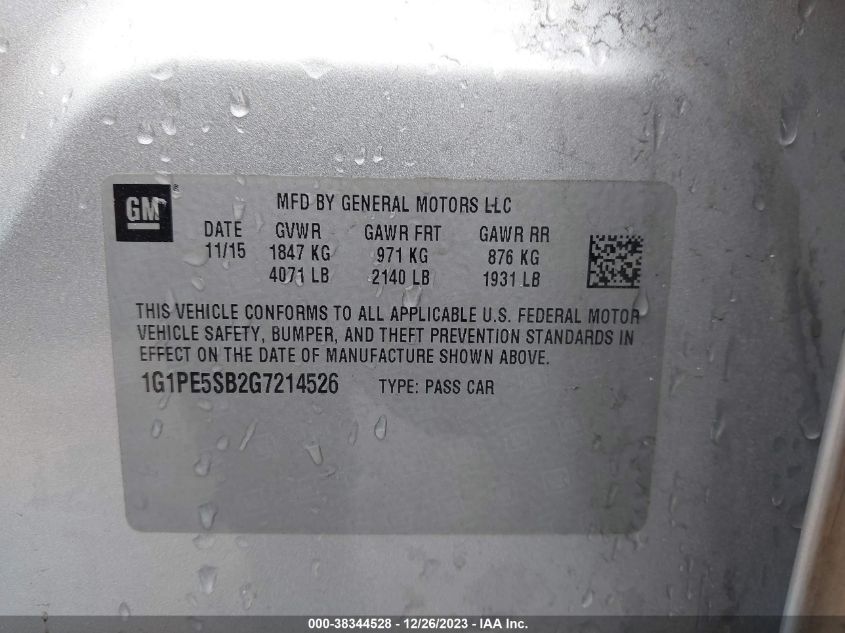 GM ®
MFD BY GENERAL MOTORS LLC
DATE GVWR GAWR FRT GAWR RR
11/15 1847 KG 971 KG 876 KG
4071 LB 2140 LB 1931 LB
THIS VEHICLE CONFORMS TO ALL APPLICABLE U.S. FEDERAL MOTOR
VEHICLE SAFETY, BUMPER, AND THEFT PREVENTION STANDARDS IN
EFFECT ON THE DATE OF MANUFACTURE SHOWN ABOVE.
1G1PE5SB2G7214526 TYPE: PASS CAR
000-38344528 - 12/26/2023 - IAA Inc.